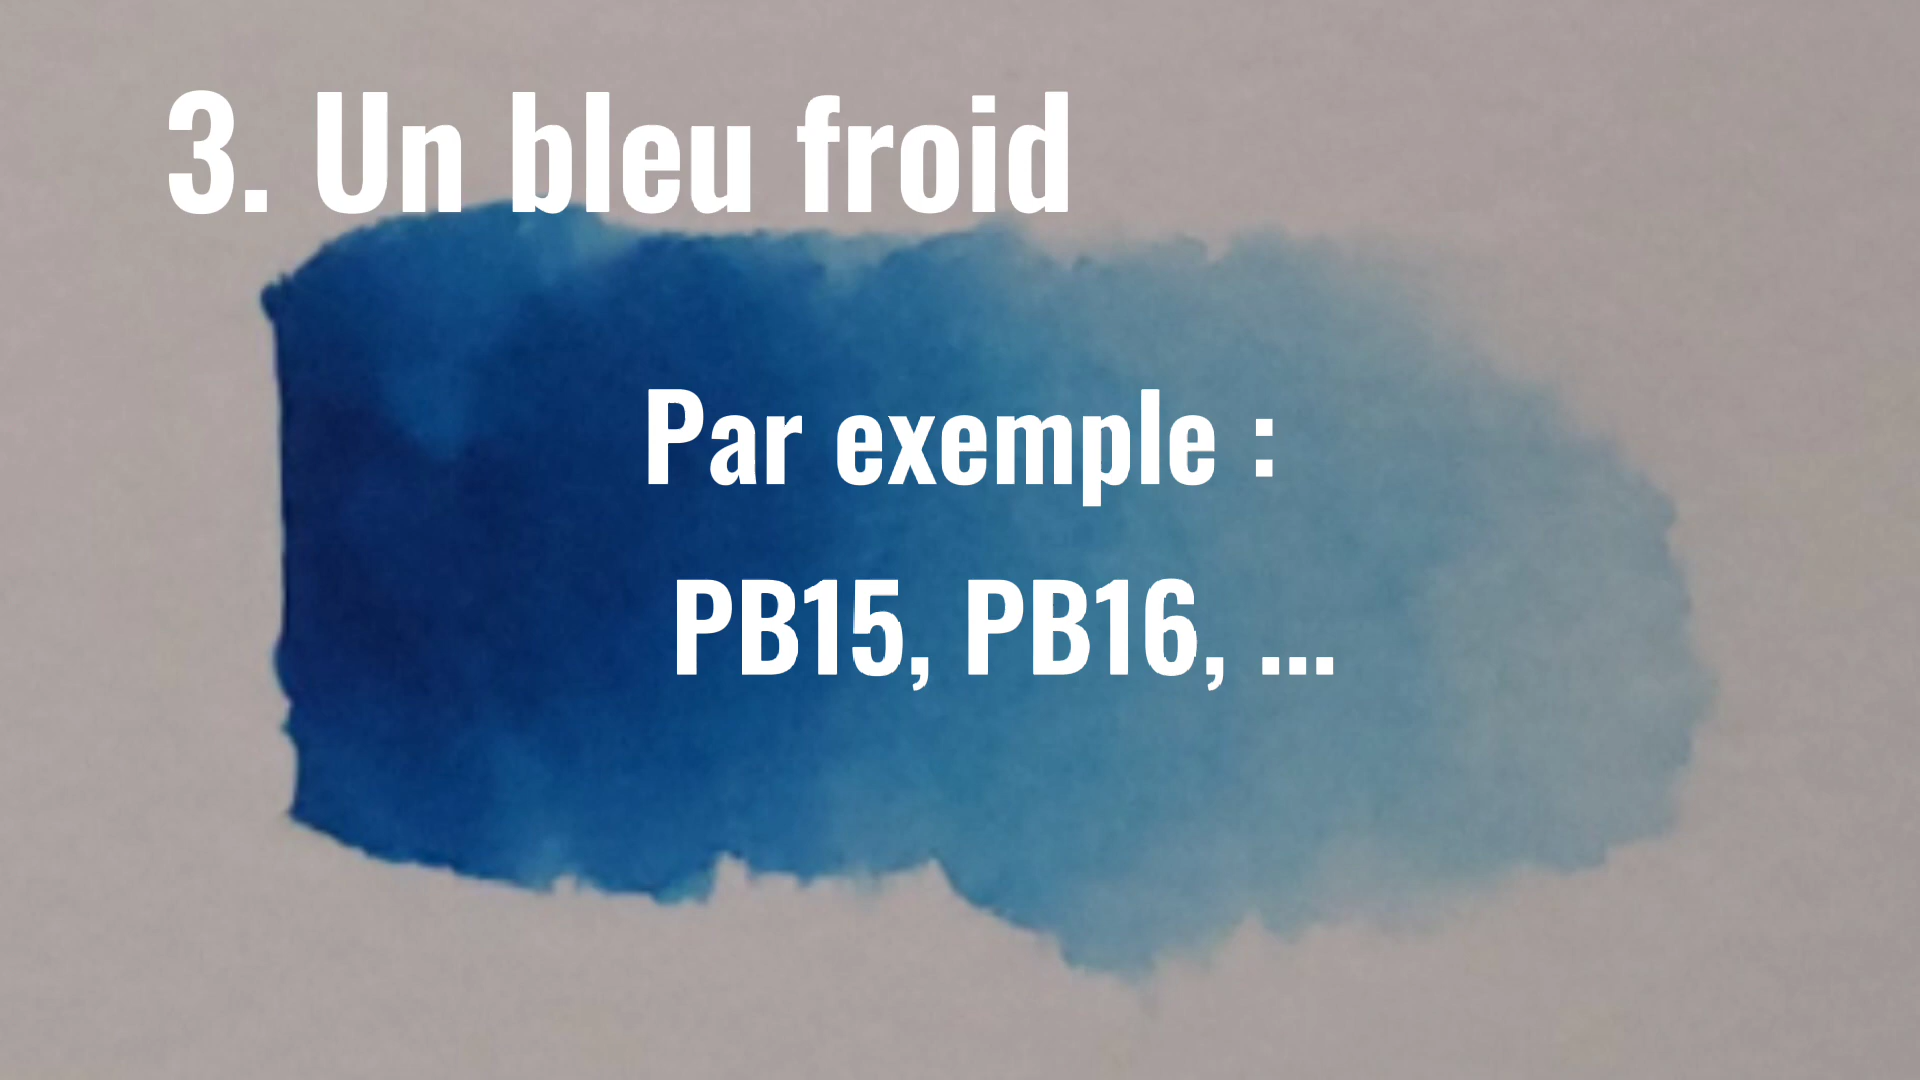 3. Un bleu froid
Par exemple :
PB15, PB16, ...